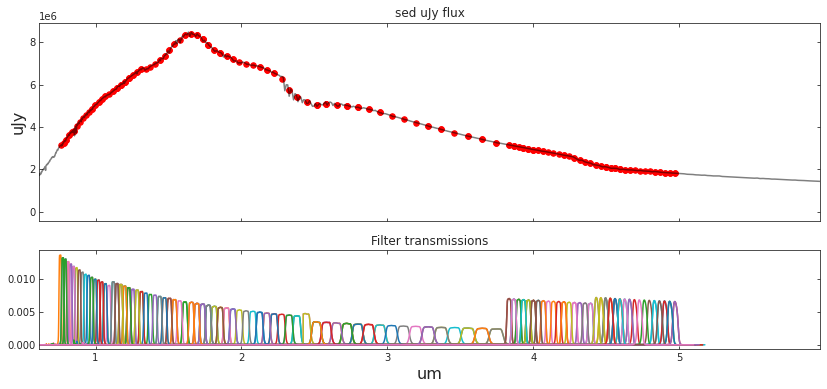 sed uJy flux
1e6
8
6
4
2
0
uJy
Filter transmissions
0.010
0.005
0.000
1 2 3 4 5
um